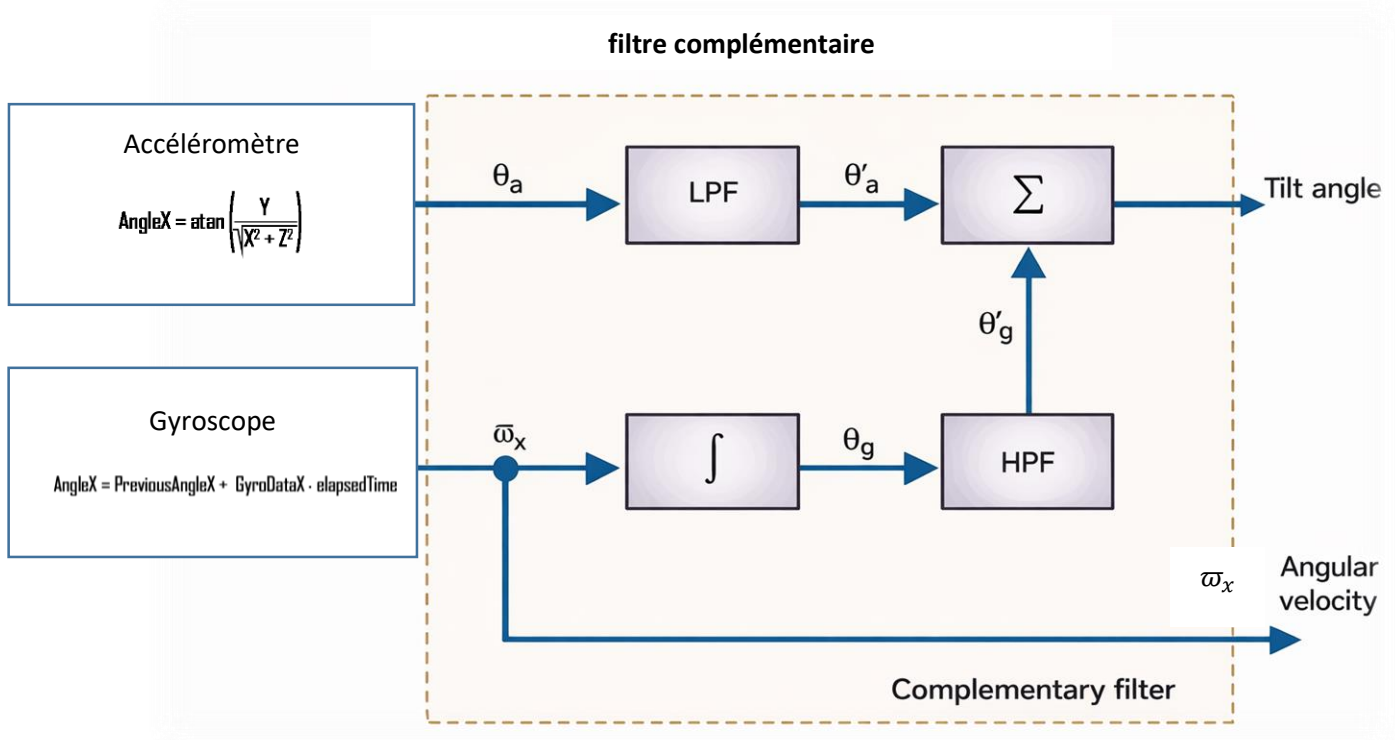 filtre complémentaire
Accéléromètre
AngleX = atan(Y / √(X² + Z²))
θa
LPF
θ′a
Σ
Tilt angle
θ′g
Gyroscope
AngleX = PreviousAngleX + GyroDataX · elapsedTime
ϖx
∫
θg
HPF
ϖx
Angular
velocity
Complementary filter